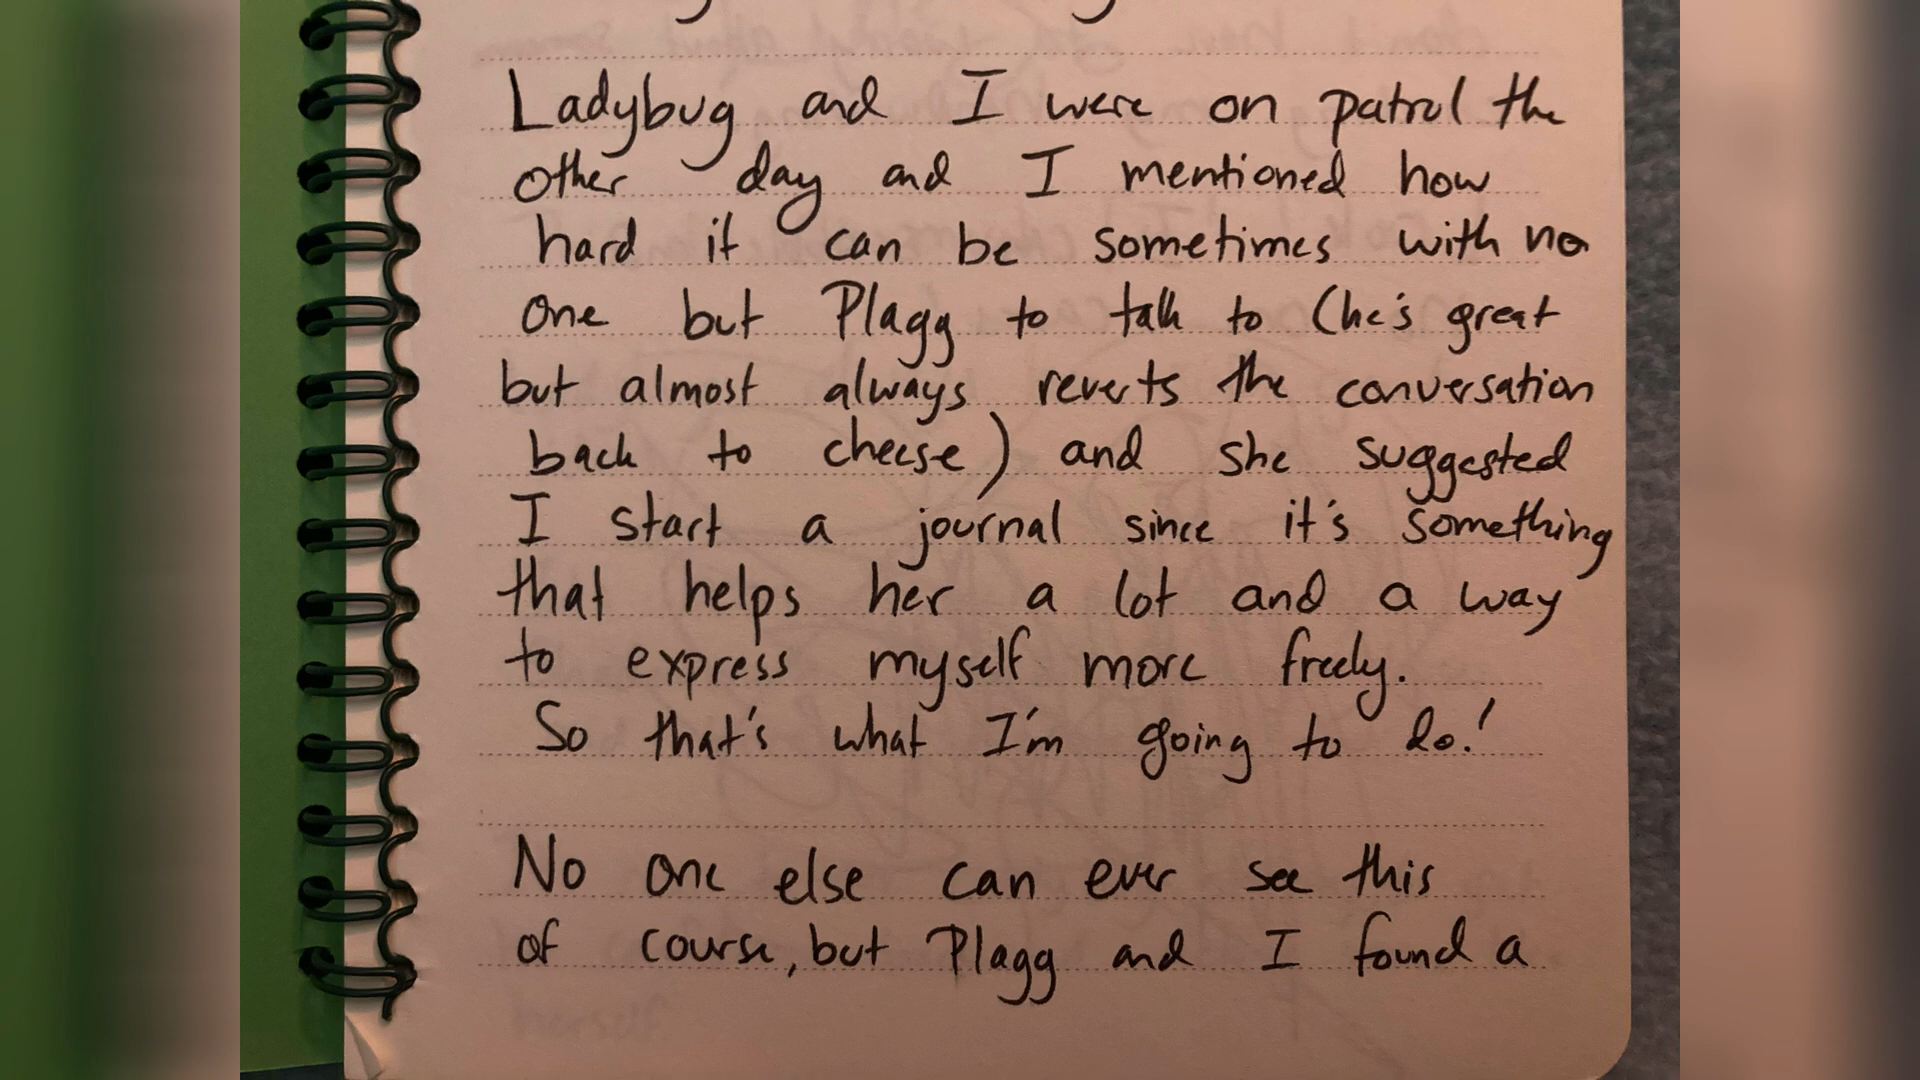 Ladybug and I were on patrol the
other day and I mentioned how
hard it can be sometimes with no
one but Plagg to talk to (he's great
but almost always reverts the conversation
back to cheese) and she suggested
I start a journal since it's something
that helps her a lot and a way
to express myself more freely.
So that's what I'm going to do!
No one else can ever see this
of course, but Plagg and I found a
herself